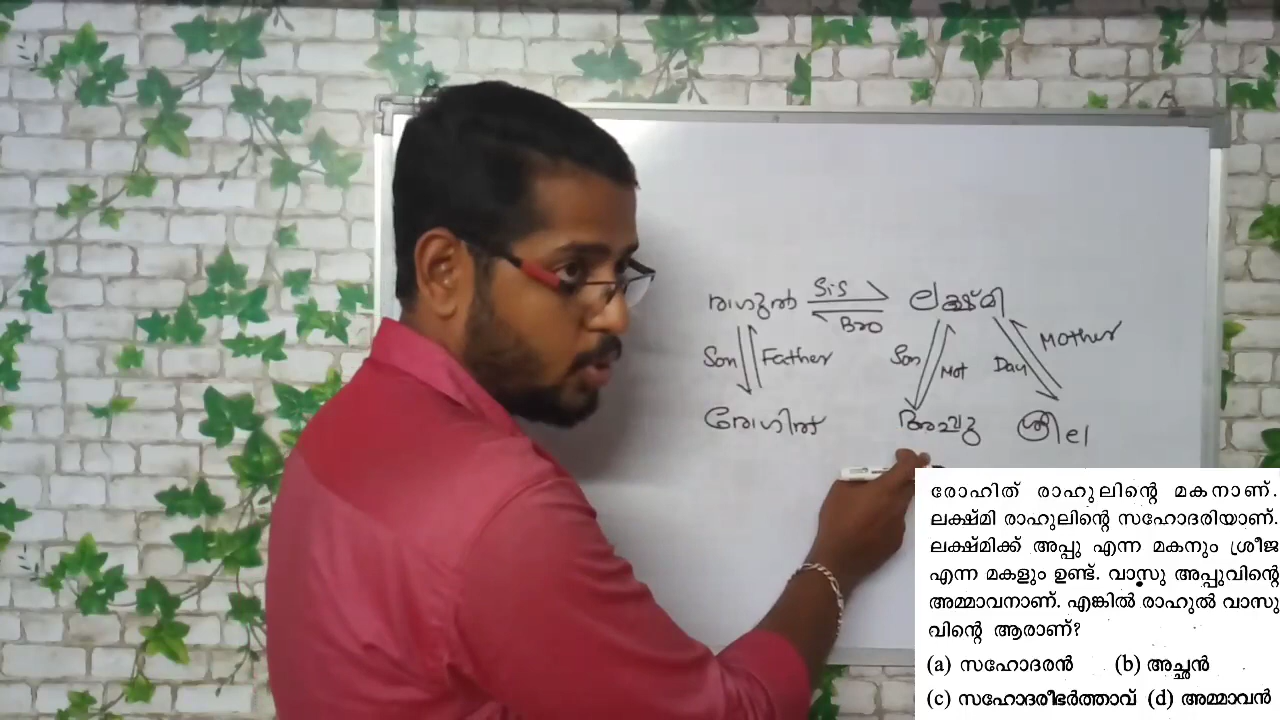 രാഹുൽ Sis ലക്ഷ്മി
Bro
Son Father Son Mot Dau Mother
രോഹിത് അപ്പു ശ്രീജ
രോഹിത് രാഹുലിന്റെ മകനാണ്.
ലക്ഷ്മി രാഹുലിന്റെ സഹോദരിയാണ്.
ലക്ഷ്മിക്ക് അപ്പു എന്ന മകനും ശ്രീജ
എന്ന മകളും ഉണ്ട്. വാസു അപ്പുവിന്റെ
അമ്മാവനാണ്. എങ്കിൽ രാഹുൽ വാസു
വിന്റെ ആരാണ്?
(a) സഹോദരൻ (b) അച്ഛൻ
(c) സഹോദരീഭർത്താവ് (d) അമ്മാവൻ